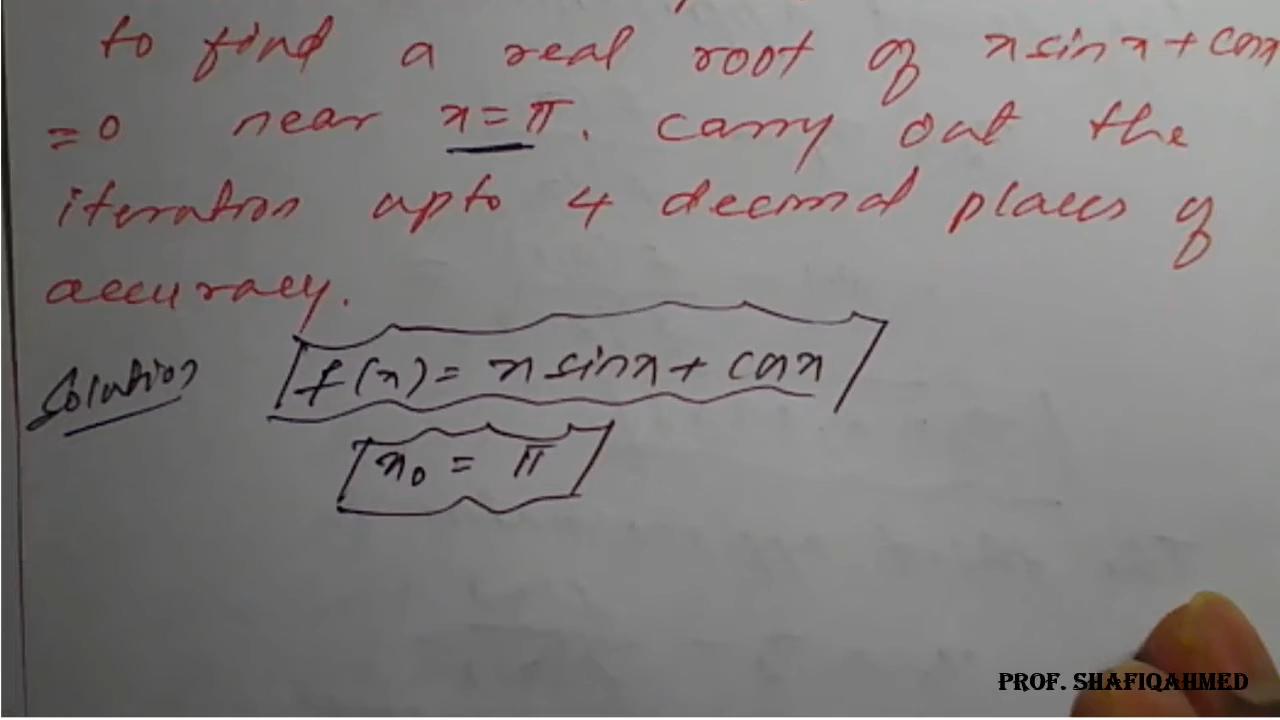 to find a real root of x sin x + cos x
= 0 near x = π. carry out the
iteration upto 4 decimal places of
accuracy.
Solution f(x) = x sin x + cos x
x₀ = π
PROF. SHAFIQAHMED